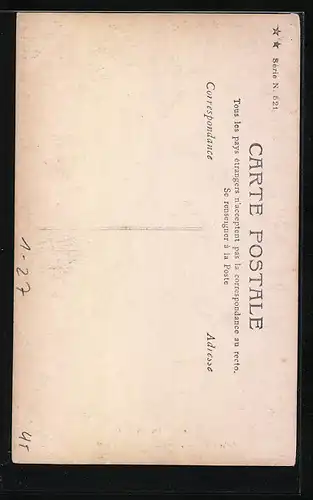 ★★ Série N. 621.
CARTE POSTALE
Tous les pays étrangers n'acceptent pas la correspondance au recto.
Se renseigner à la Poste
Correspondance
Adresse
1-27
45